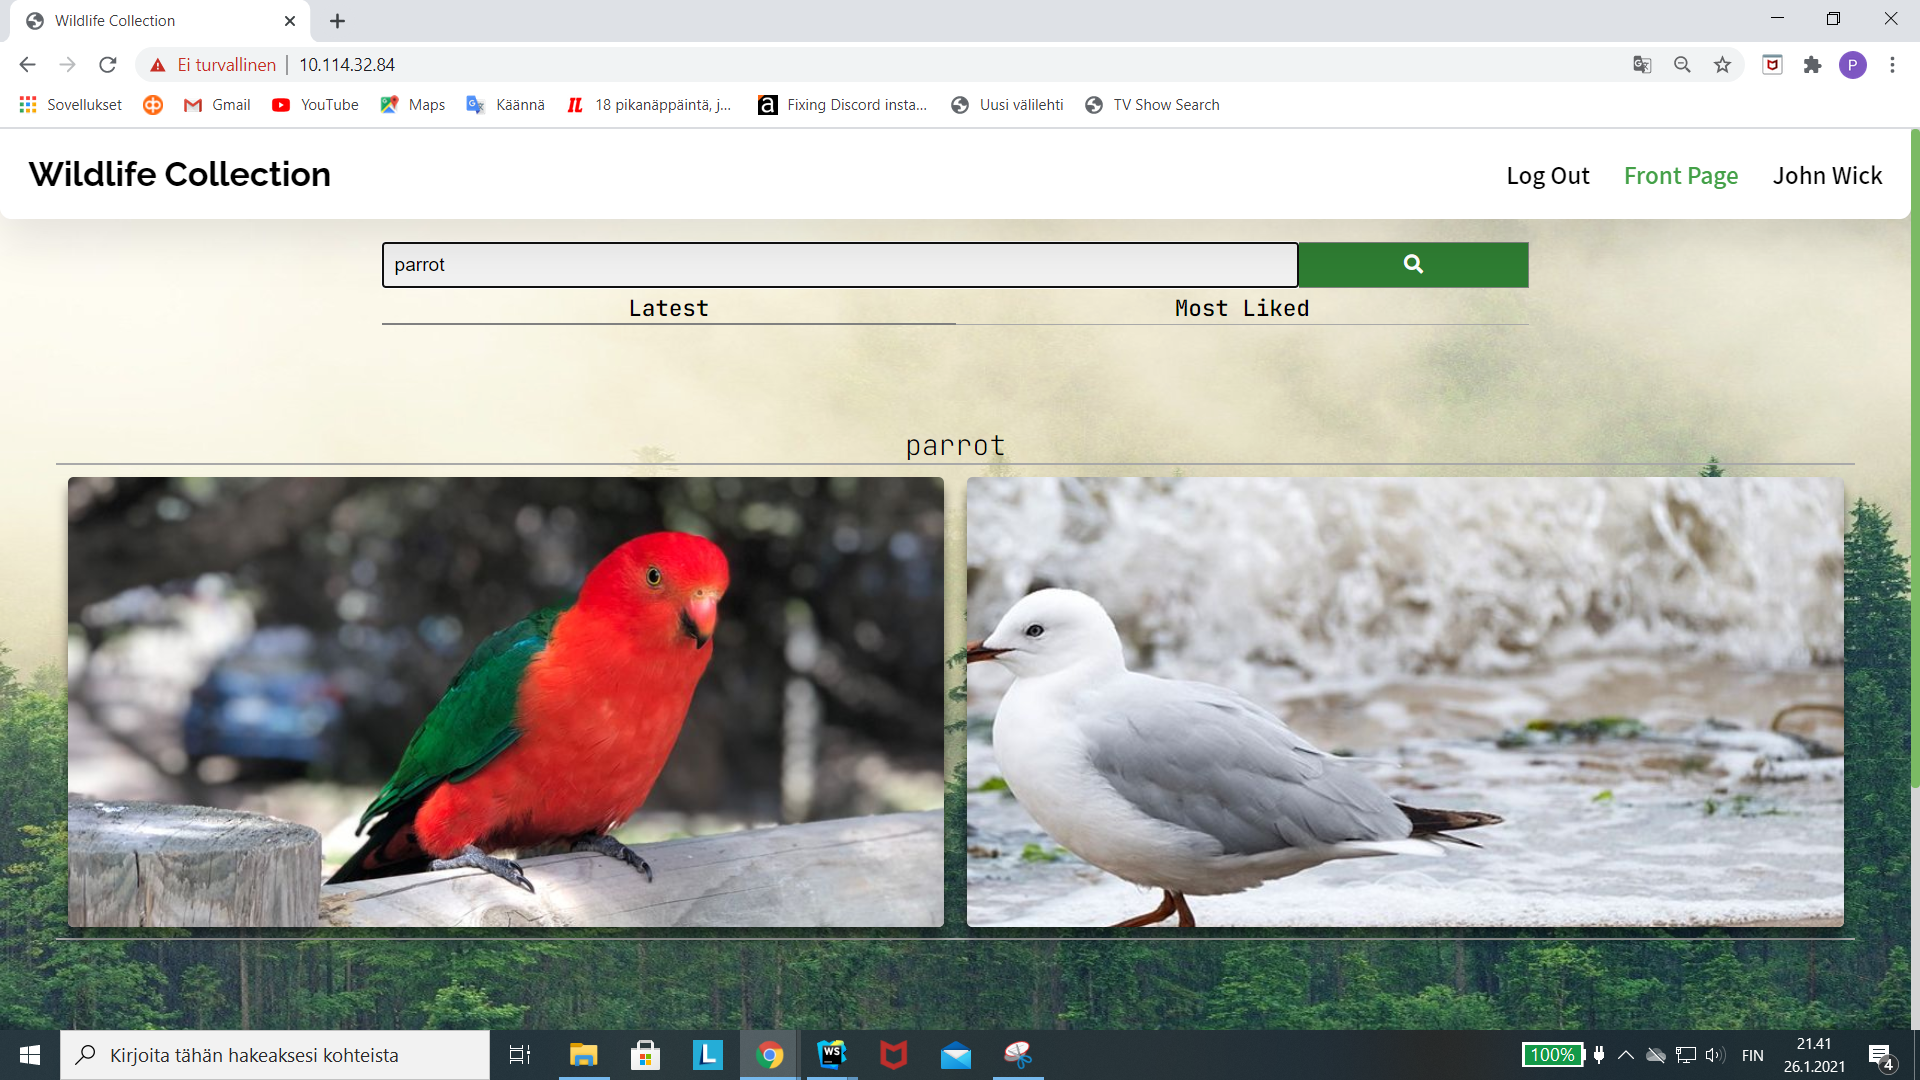 Wildlife Collection
Ei turvallinen | 10.114.32.84
P
Sovellukset Gmail YouTube Maps Käännä 18 pikanäppäintä, j... Fixing Discord insta... Uusi välilehti TV Show Search
Wildlife Collection
Log Out Front Page John Wick
parrot
Latest Most Liked
parrot
Kirjoita tähän hakeaksesi kohteista
L
WS
100%
FIN
21.41
26.1.2021
4